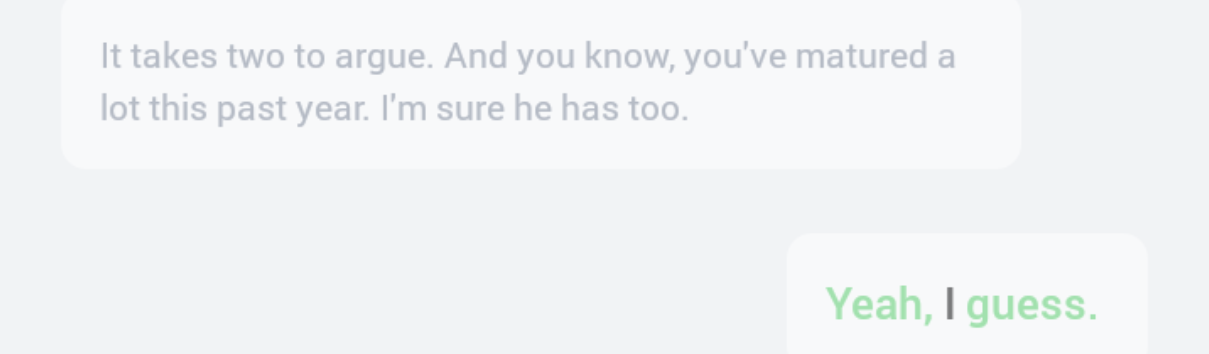 It takes two to argue. And you know, you've matured a
lot this past year. I'm sure he has too.
Yeah, I guess.